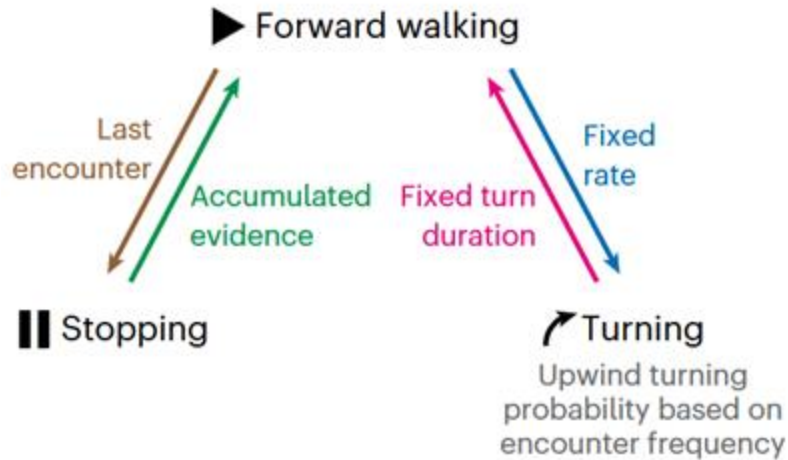 Forward walking
Last
encounter
Accumulated
evidence
Fixed turn
duration
Fixed
rate
Stopping
Turning
Upwind turning
probability based on
encounter frequency